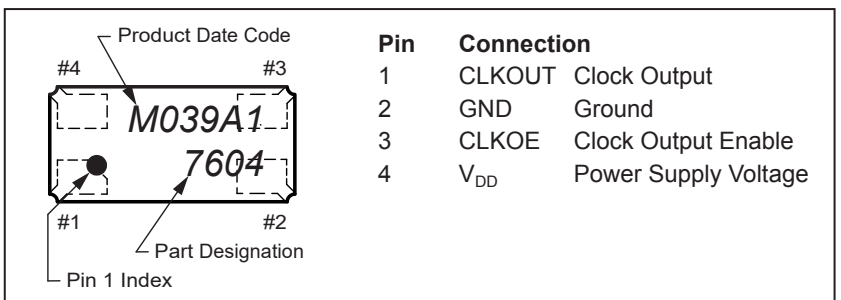 Product Date Code
#4 #3
M039A1
7604
#1 #2
Part Designation
Pin 1 Index
Pin Connection
1 CLKOUT Clock Output
2 GND Ground
3 CLKOE Clock Output Enable
4 VDD Power Supply Voltage